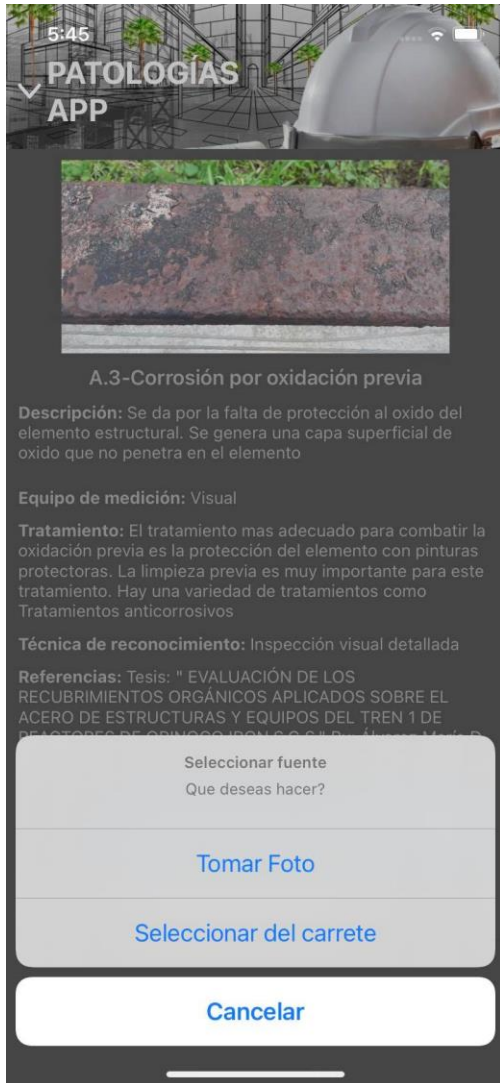 5:45
PATOLOGÍAS
APP
A.3-Corrosión por oxidación previa
Descripción: Se da por la falta de protección al oxido del
elemento estructural. Se genera una capa superficial de
oxido que no penetra en el elemento
Equipo de medición: Visual
Tratamiento: El tratamiento mas adecuado para combatir la
oxidación previa es la protección del elemento con pinturas
protectoras. La limpieza previa es muy importante para este
tratamiento. Hay una variedad de tratamientos como
Tratamientos anticorrosivos
Técnica de reconocimiento: Inspección visual detallada
Referencias: Tesis: " EVALUACIÓN DE LOS
RECUBRIMIENTOS ORGÁNICOS APLICADOS SOBRE EL
ACERO DE ESTRUCTURAS Y EQUIPOS DEL TREN 1 DE
REACTORES DE ORINOCO IRON
Seleccionar fuente
Que deseas hacer?
Tomar Foto
Seleccionar del carrete
Cancelar